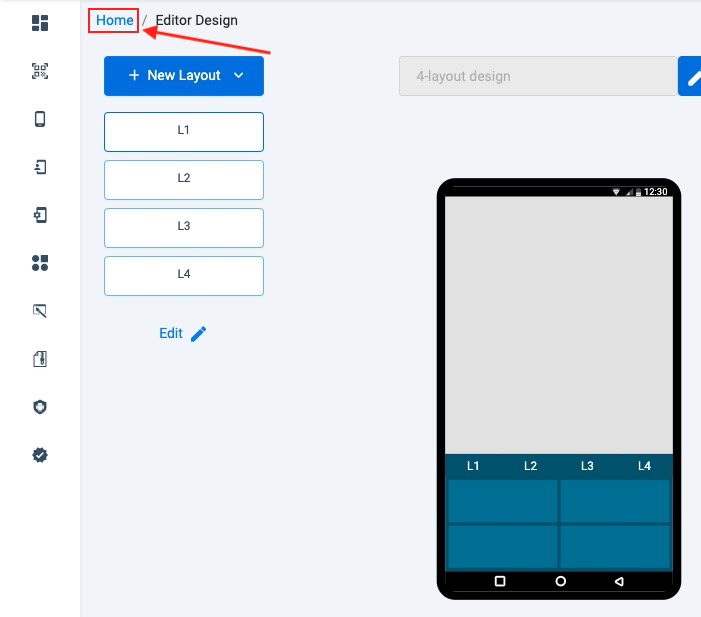 Home / Editor Design
+ New Layout
4-layout design
L1
L2
L3
L4
Edit
12:30
L1 L2 L3 L4